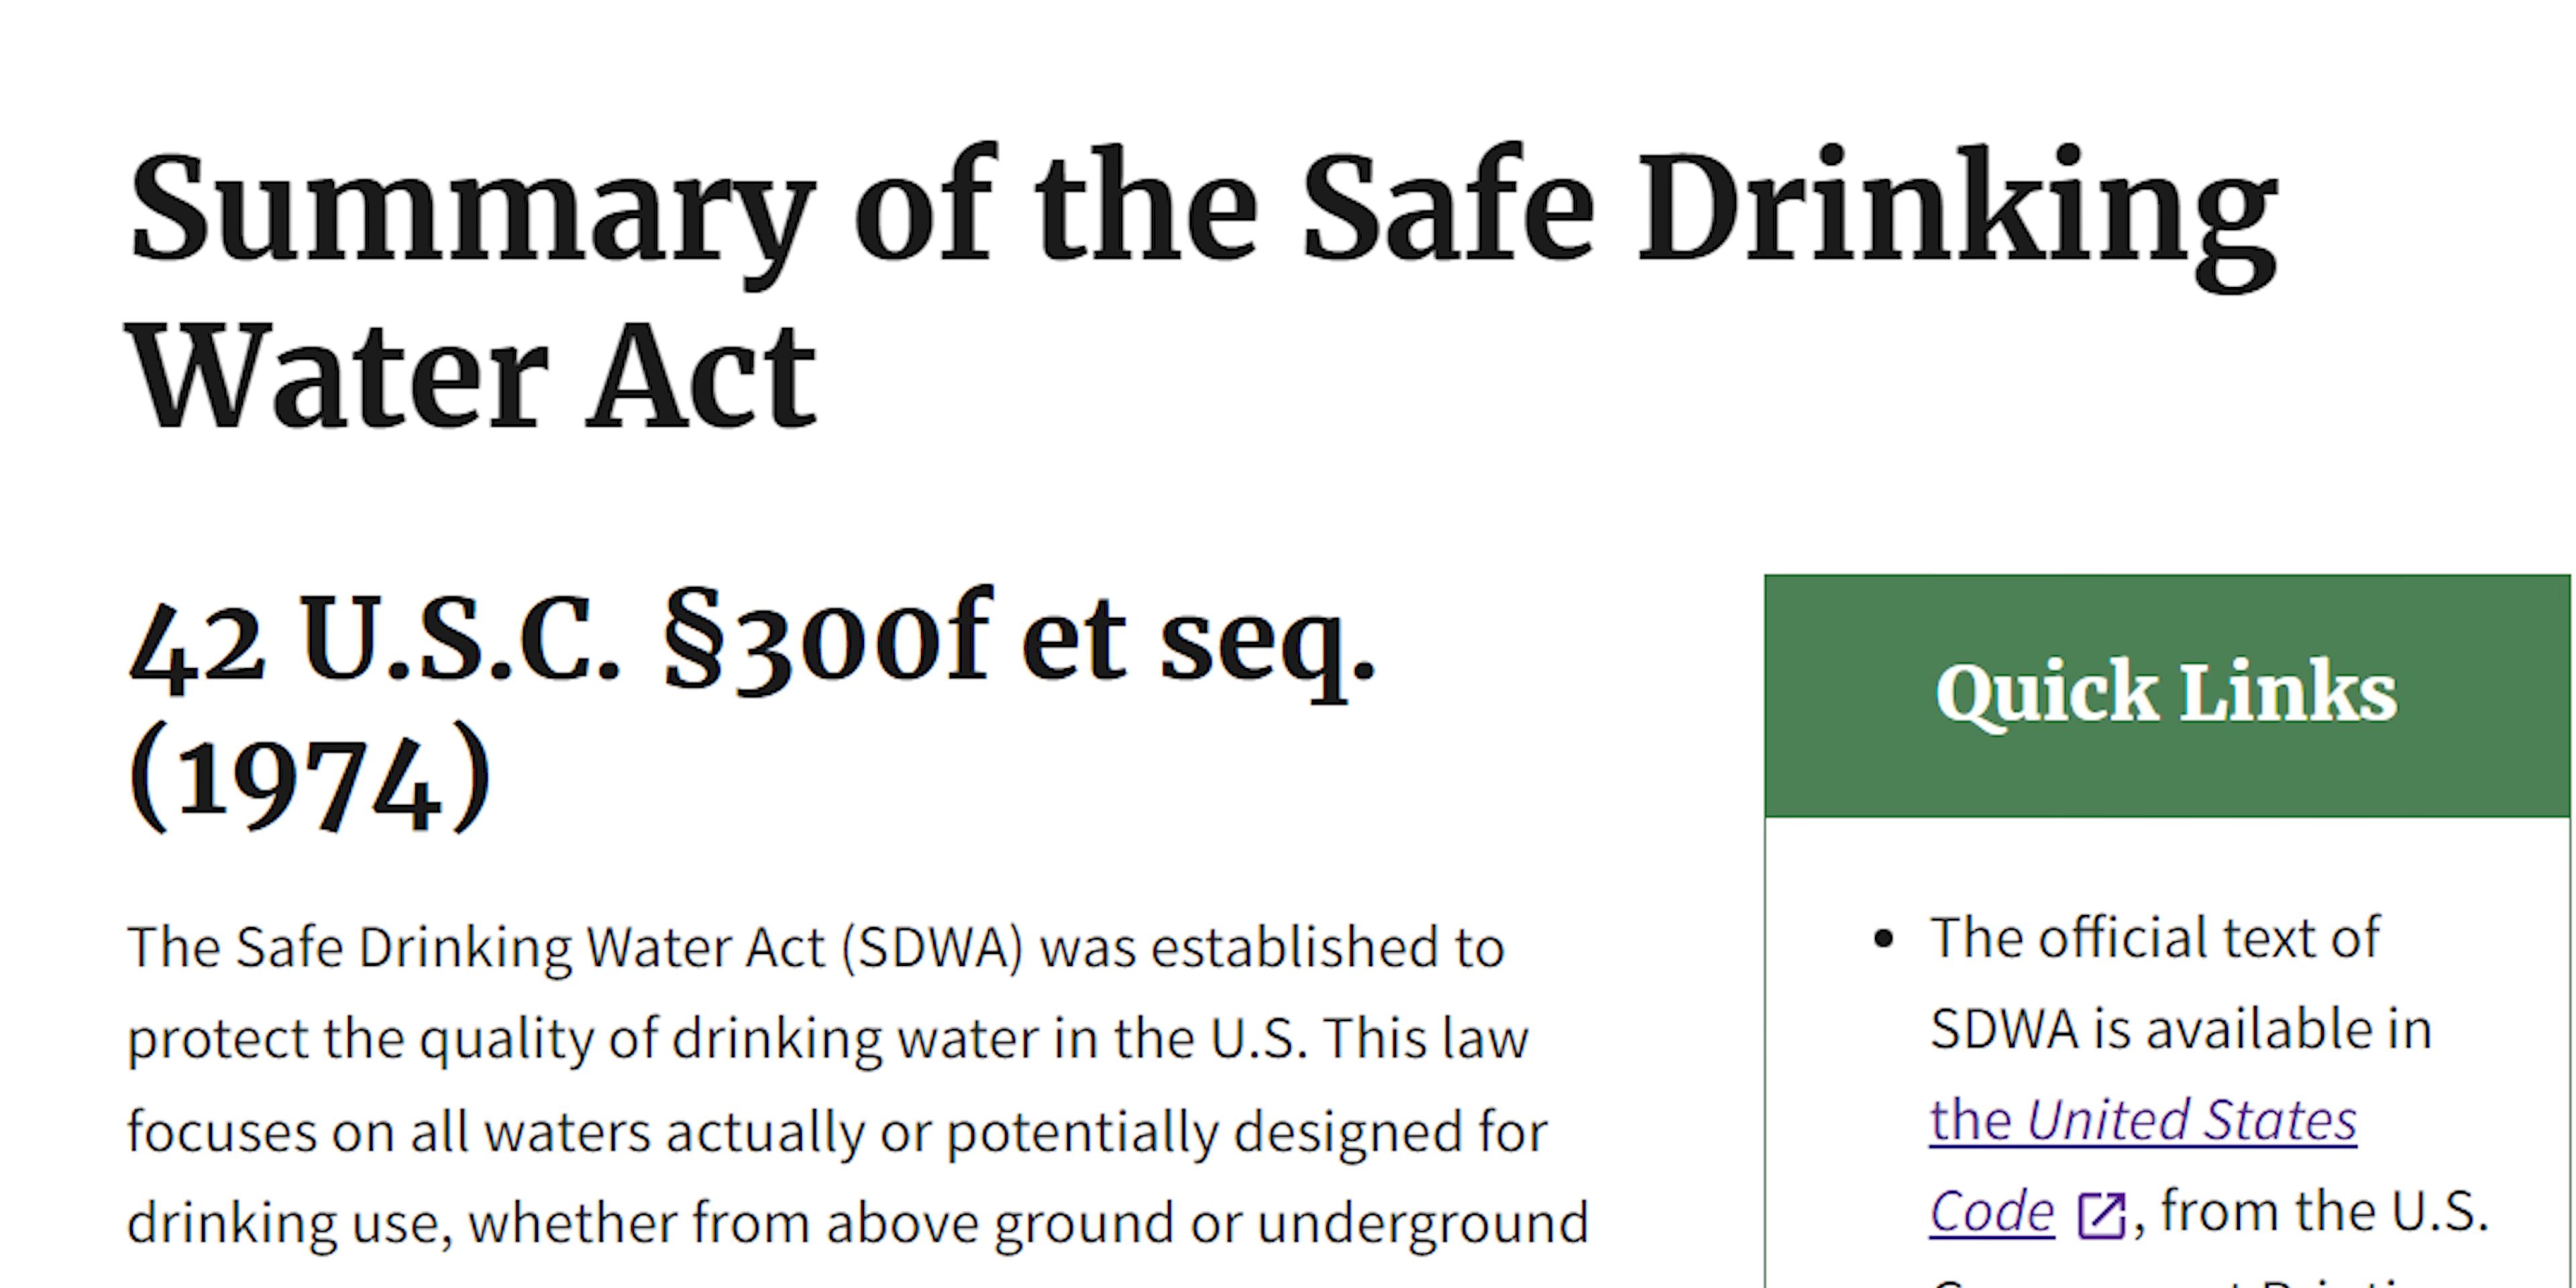 Summary of the Safe Drinking
Water Act
42 U.S.C. §300f et seq.
(1974)
The Safe Drinking Water Act (SDWA) was established to
protect the quality of drinking water in the U.S. This law
focuses on all waters actually or potentially designed for
drinking use, whether from above ground or underground
Quick Links
• The official text of
SDWA is available in
the United States
Code , from the U.S.